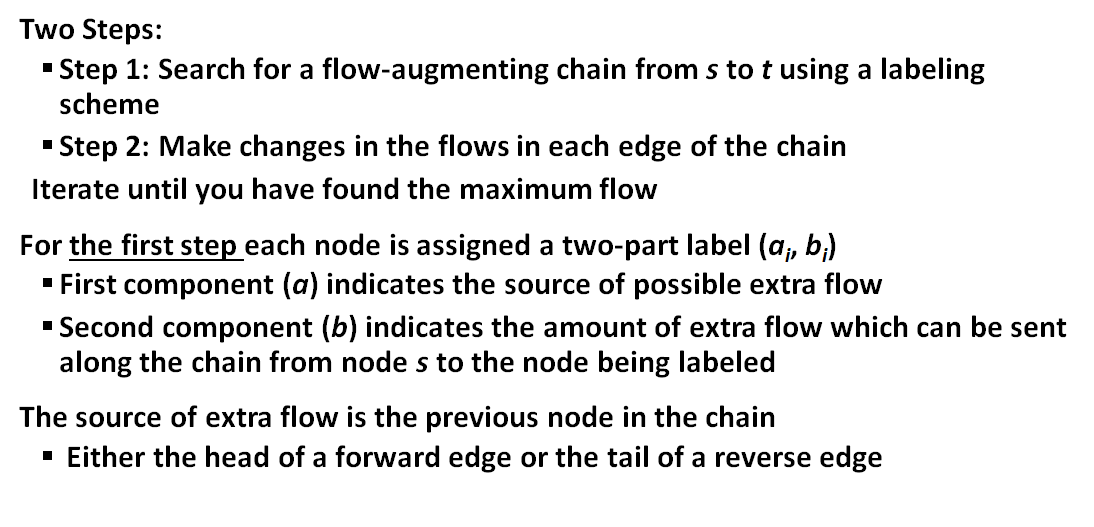 Two Steps:
▪ Step 1: Search for a flow-augmenting chain from s to t using a labeling
scheme
▪ Step 2: Make changes in the flows in each edge of the chain
Iterate until you have found the maximum flow
For the first step each node is assigned a two-part label (aⱼ, bⱼ)
▪ First component (a) indicates the source of possible extra flow
▪ Second component (b) indicates the amount of extra flow which can be sent
along the chain from node s to the node being labeled
The source of extra flow is the previous node in the chain
▪ Either the head of a forward edge or the tail of a reverse edge